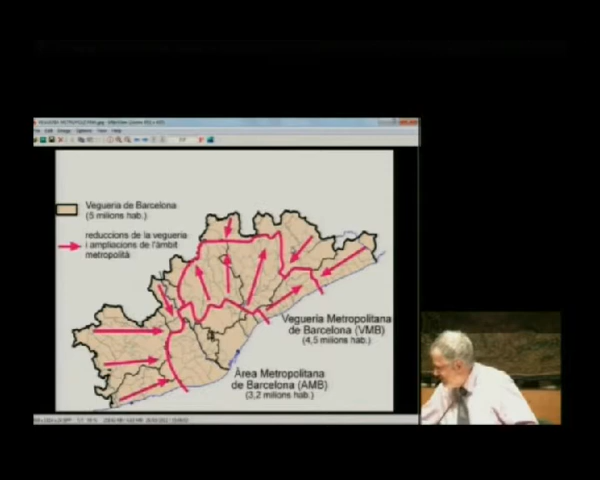 Vegueria de Barcelona
(5 milions hab.)
reduccions de la vegueria
i ampliacions de l'àmbit
metropolità
Vegueria Metropolitana
de Barcelona (VMB)
(4,5 milions hab.)
Àrea Metropolitana
de Barcelona (AMB)
(3,2 milions hab.)